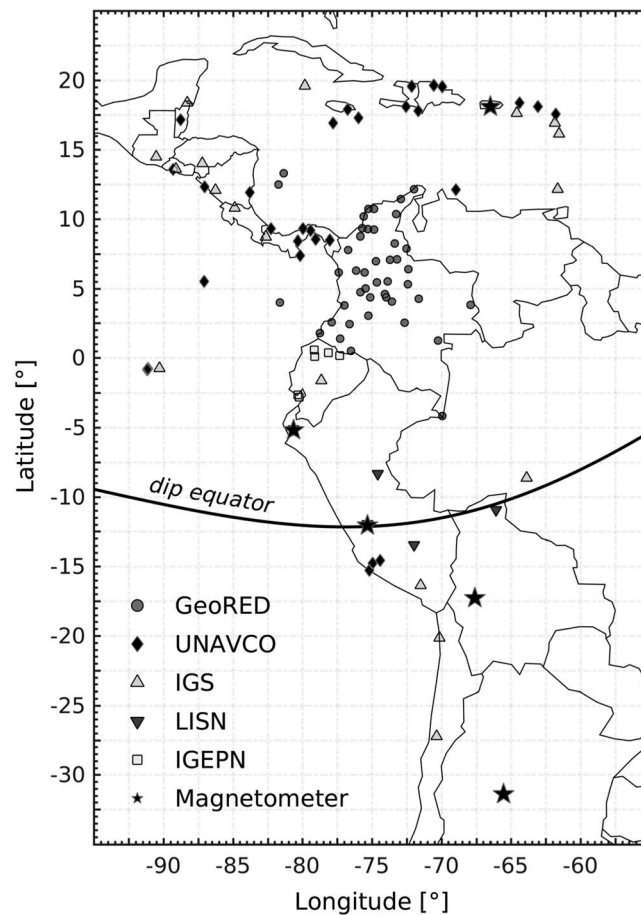 20
15
10
5
0
-5
-10
-15
-20
-25
-30
Latitude [°]
dip equator
GeoRED
UNAVCO
IGS
LISN
IGEPN
Magnetometer
-90 -85 -80 -75 -70 -65 -60
Longitude [°]